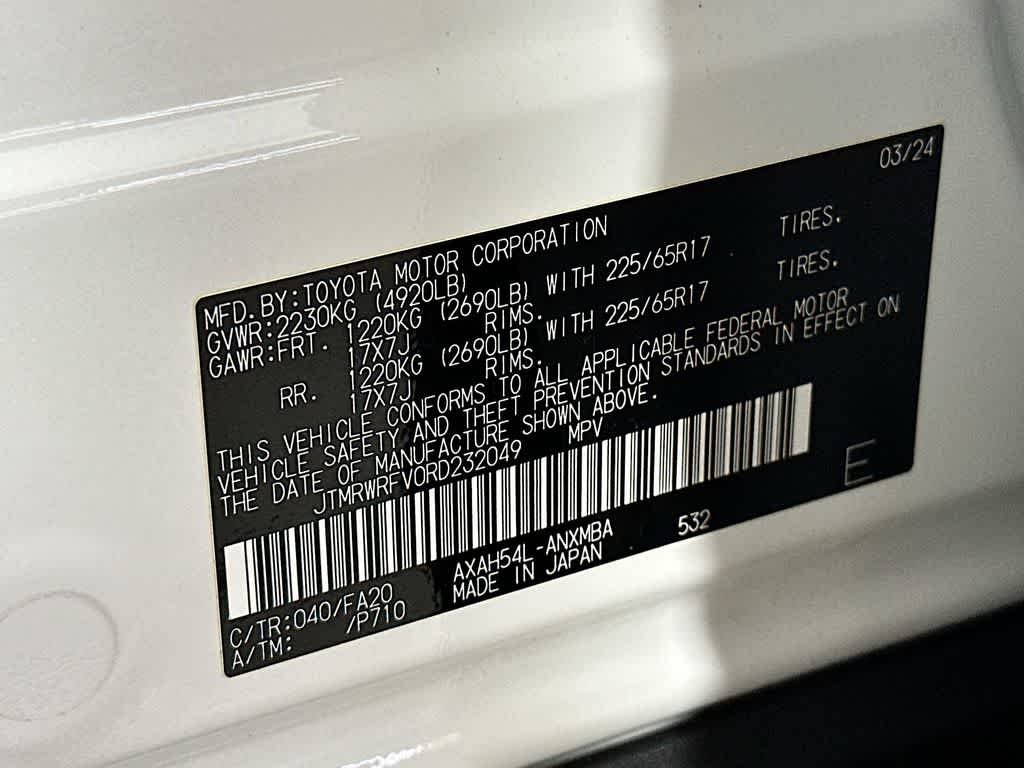 03/24
MFD.BY:TOYOTA MOTOR CORPORATION
GVWR:2230KG (4920LB)
GAWR:FRT. 1220KG (2690LB) WITH 225/65R17 TIRES.
17X7J RIMS.
RR. 1220KG (2690LB) WITH 225/65R17 TIRES.
17X7J RIMS.
THIS VEHICLE CONFORMS TO ALL APPLICABLE FEDERAL MOTOR
VEHICLE SAFETY AND THEFT PREVENTION STANDARDS IN EFFECT ON
THE DATE OF MANUFACTURE SHOWN ABOVE.
JTMRWRFV0RD232049 MPV
E
AXAH54L-ANXMBA 532
MADE IN JAPAN
C/TR:040/FA20
A/TM: /P710